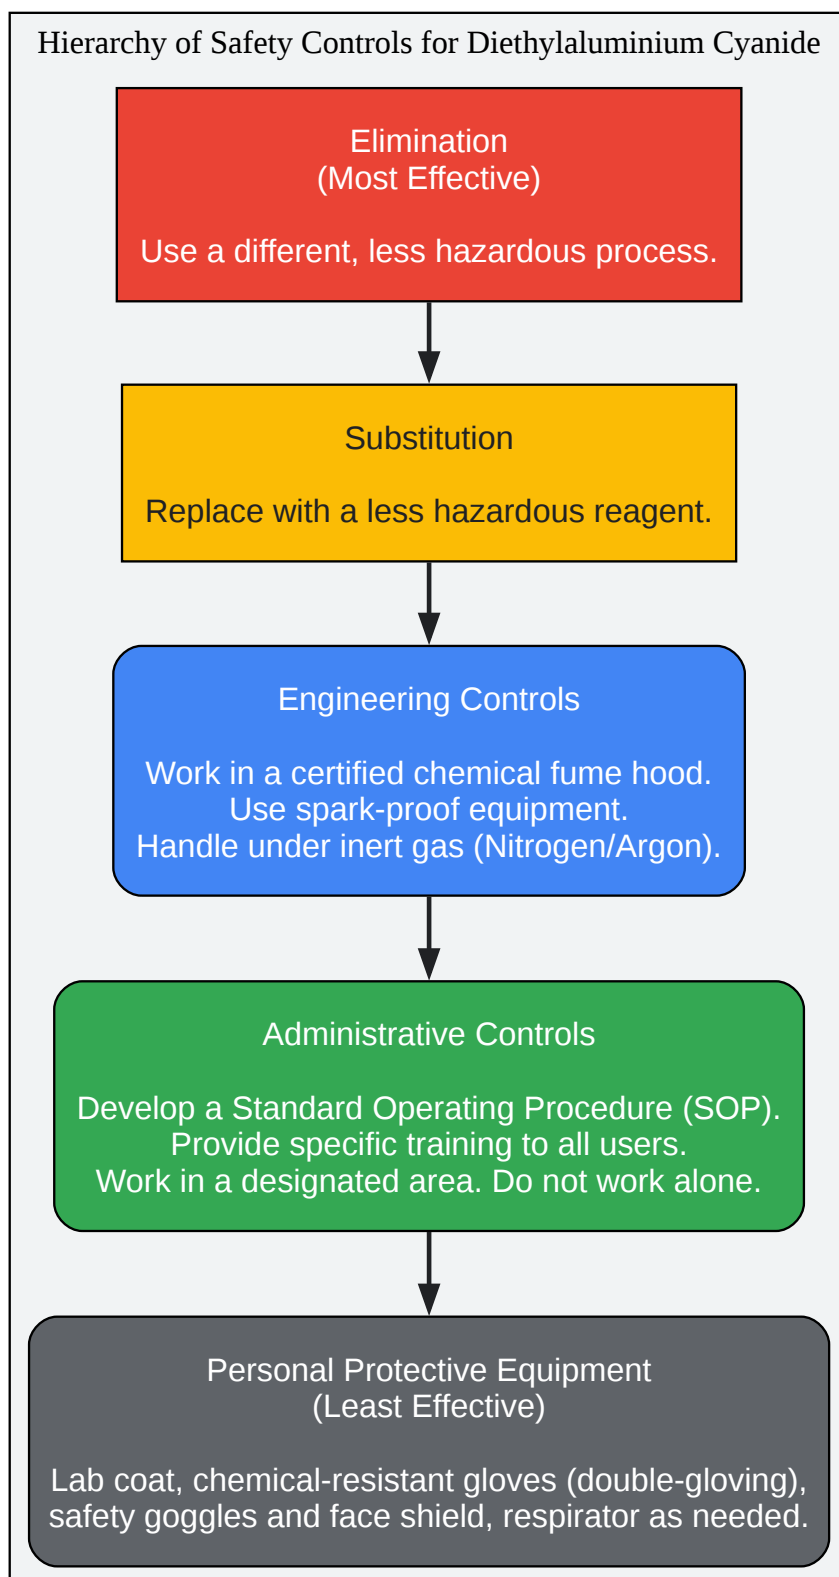 Hierarchy of Safety Controls for Diethylaluminium Cyanide
Elimination
(Most Effective)
Use a different, less hazardous process.
Substitution
Replace with a less hazardous reagent.
Engineering Controls
Work in a certified chemical fume hood.
Use spark-proof equipment.
Handle under inert gas (Nitrogen/Argon).
Administrative Controls
Develop a Standard Operating Procedure (SOP).
Provide specific training to all users.
Work in a designated area. Do not work alone.
Personal Protective Equipment
(Least Effective)
Lab coat, chemical-resistant gloves (double-gloving),
safety goggles and face shield, respirator as needed.